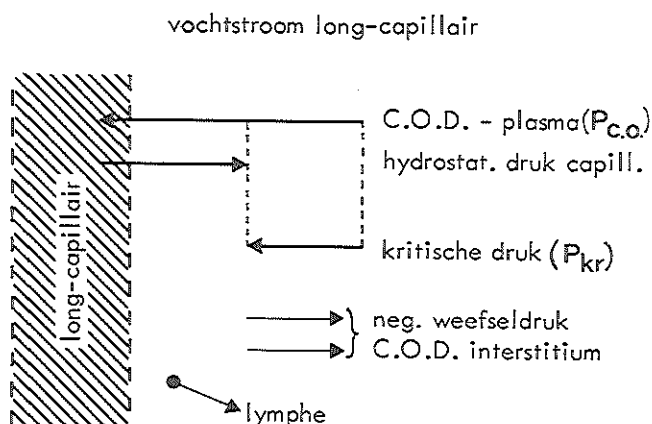 vochtstroom long-capillair
C.O.D. - plasma (Pc.o.)
hydrostat. druk capill.
long-capillair
kritische druk (Pkr)
neg. weefseldruk
C.O.D. interstitium
lymphe